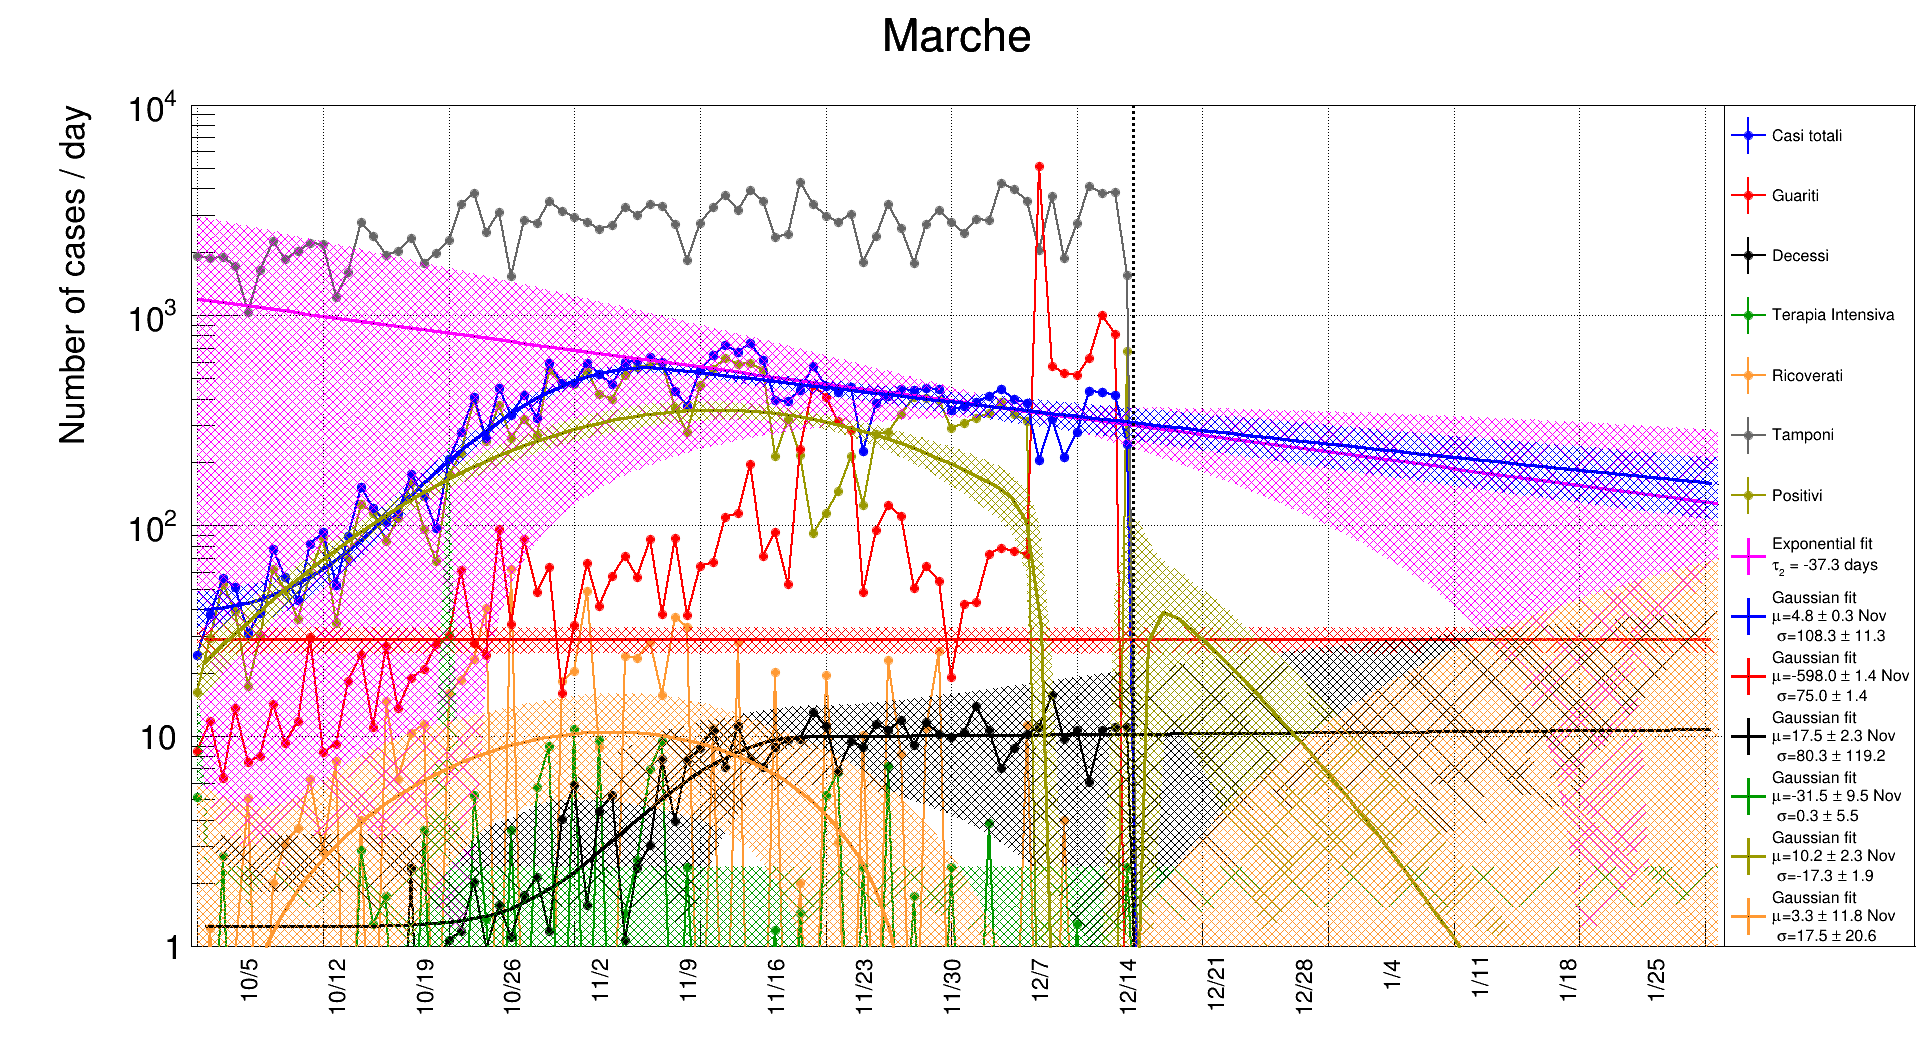 Marche
Number of cases / day
10⁴
10³
10²
10
1
10/5
10/12
10/19
10/26
11/2
11/9
11/16
11/23
11/30
12/7
12/14
12/21
12/28
1/4
1/11
1/18
1/25
Casi totali
Guariti
Decessi
Terapia Intensiva
Ricoverati
Tamponi
Positivi
Exponential fit
τ₂ = -37.3 days
Gaussian fit
μ=4.8 ± 0.3 Nov
σ=108.3 ± 11.3
Gaussian fit
μ=-598.0 ± 1.4 Nov
σ=75.0 ± 1.4
Gaussian fit
μ=17.5 ± 2.3 Nov
σ=80.3 ± 119.2
Gaussian fit
μ=-31.5 ± 9.5 Nov
σ=0.3 ± 5.5
Gaussian fit
μ=10.2 ± 2.3 Nov
σ=-17.3 ± 1.9
Gaussian fit
μ=3.3 ± 11.8 Nov
σ=17.5 ± 20.6